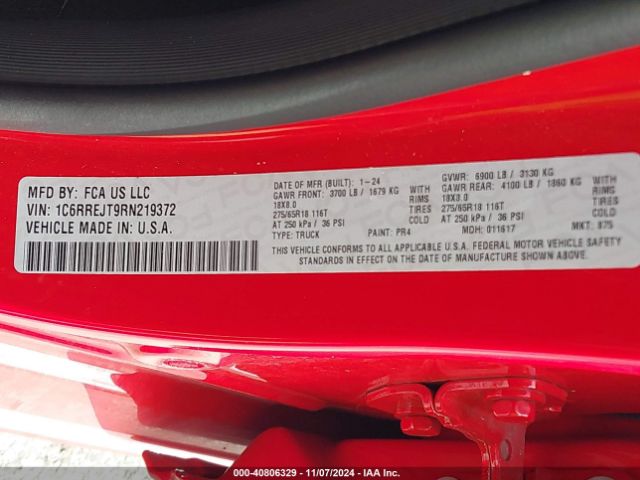 MFD BY: FCA US LLC
VIN: 1C6RREJT9RN219372
VEHICLE MADE IN: U.S.A.
DATE OF MFR (BUILT): 1-24 GVWR: 6900 LB / 3130 KG
GAWR FRONT: 3700 LB / 1679 KG GAWR REAR: 4100 LB / 1860 KG
18X8.0 RIMS 18X8.0 RIMS
275/65R18 116T TIRES 275/65R18 116T TIRES
AT 250 kPa / 36 PSI COLD AT 250 kPa / 36 PSI COLD
TYPE: TRUCK PAINT: PR4 MDH: 011617 MKT: 875
THIS VEHICLE CONFORMS TO ALL APPLICABLE U.S.A. FEDERAL MOTOR VEHICLE SAFETY
STANDARDS IN EFFECT ON THE DATE OF MANUFACTURE SHOWN ABOVE.
000-40806329 — 11/07/2024 — IAA Inc.